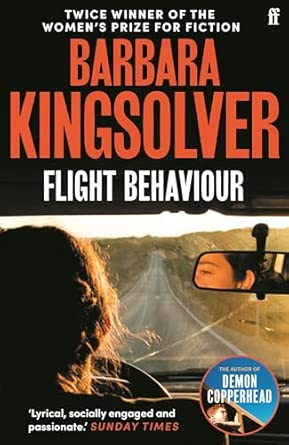 TWICE WINNER OF THE
WOMEN'S PRIZE FOR FICTION
ff
BARBARA
KINGSOLVER
FLIGHT BEHAVIOUR
THE AUTHOR OF
DEMON
COPPERHEAD
'Lyrical, socially engaged and
passionate.' SUNDAY TIMES